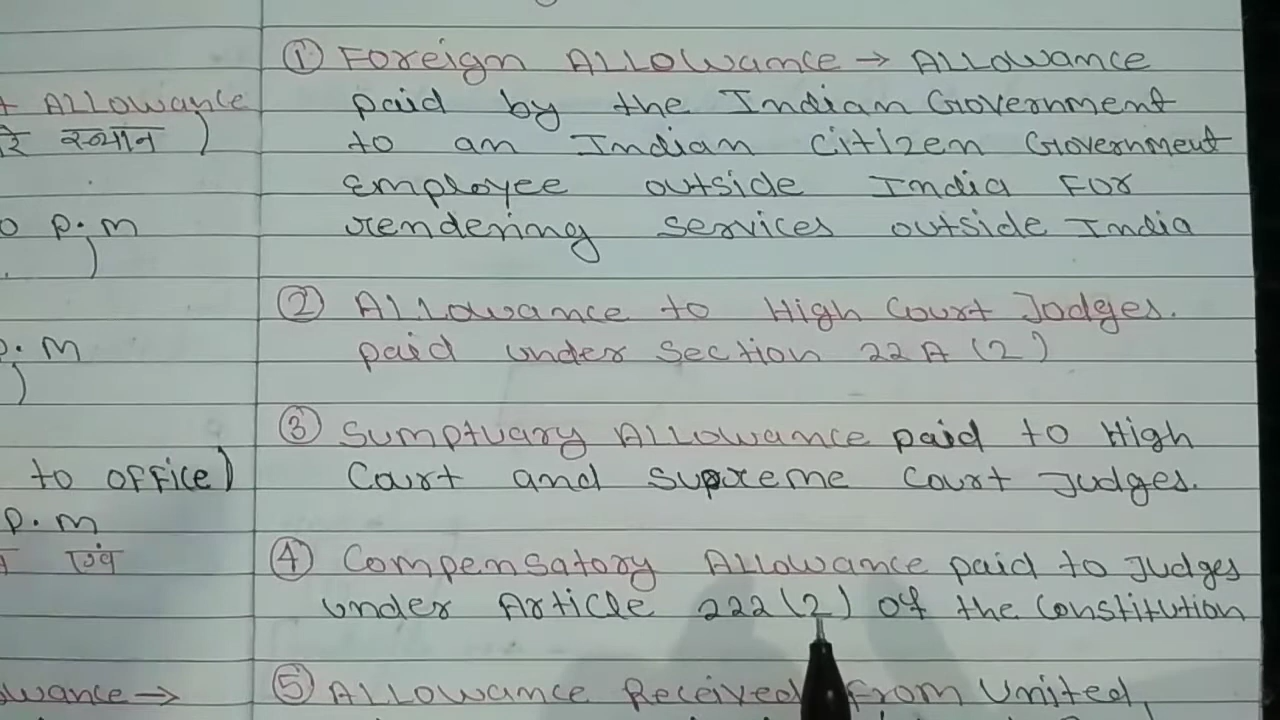 ALLOWANCE
स्थान )
0 p.m
)
p.m
)
to office)
p.m
एवं
owance →
① Foreign ALLOWance → ALLOWance
paid by the Indian Government
to an Indian citizen Government
Employee outside India For
rendering services outside India
② ALLowance to High Court Judges.
paid under Section 22A (2)
③ Sumptuary ALLOWANCE paid to High
Court and Supreme Court Judges.
④ Compensatory Allowance paid to Judges
under Article 222(2) of the Constitution
⑤ ALLOWANCE Received From United